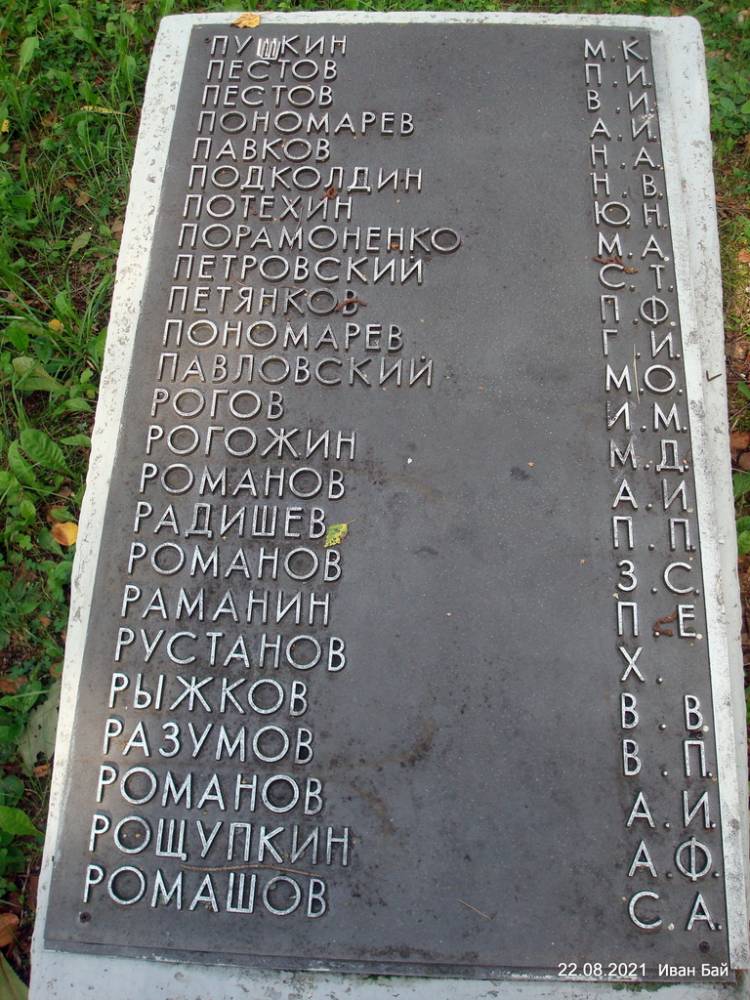 ПУШКИН М.К.
ПЕСТОВ П.И.
ПЕСТОВ В.И.
ПОНОМАРЕВ А.И.
ПАВКОВ Н.А.
ПОДКОЛДИН Н.В.
ПОТЕХИН Ю.Н.
ПОРАМОНЕНКО М.А.
ПЕТРОВСКИЙ С.Т.
ПЕТЯНКОВ П.Ф.
ПОНОМАРЕВ Г.И.
ПАВЛОВСКИЙ М.О.
РОГОВ И.М.
РОГОЖИН М.Д.
РОМАНОВ А.И.
РАДИШЕВ П.П.
РОМАНОВ З.С.
РАМАНИН П.Е.
РУСТАНОВ Х.
РЫЖКОВ В.В.
РАЗУМОВ В.П.
РОМАНОВ А.И.
РОЩУПКИН А.Ф.
РОМАШОВ С.А.
22.08.2021 Иван Бай